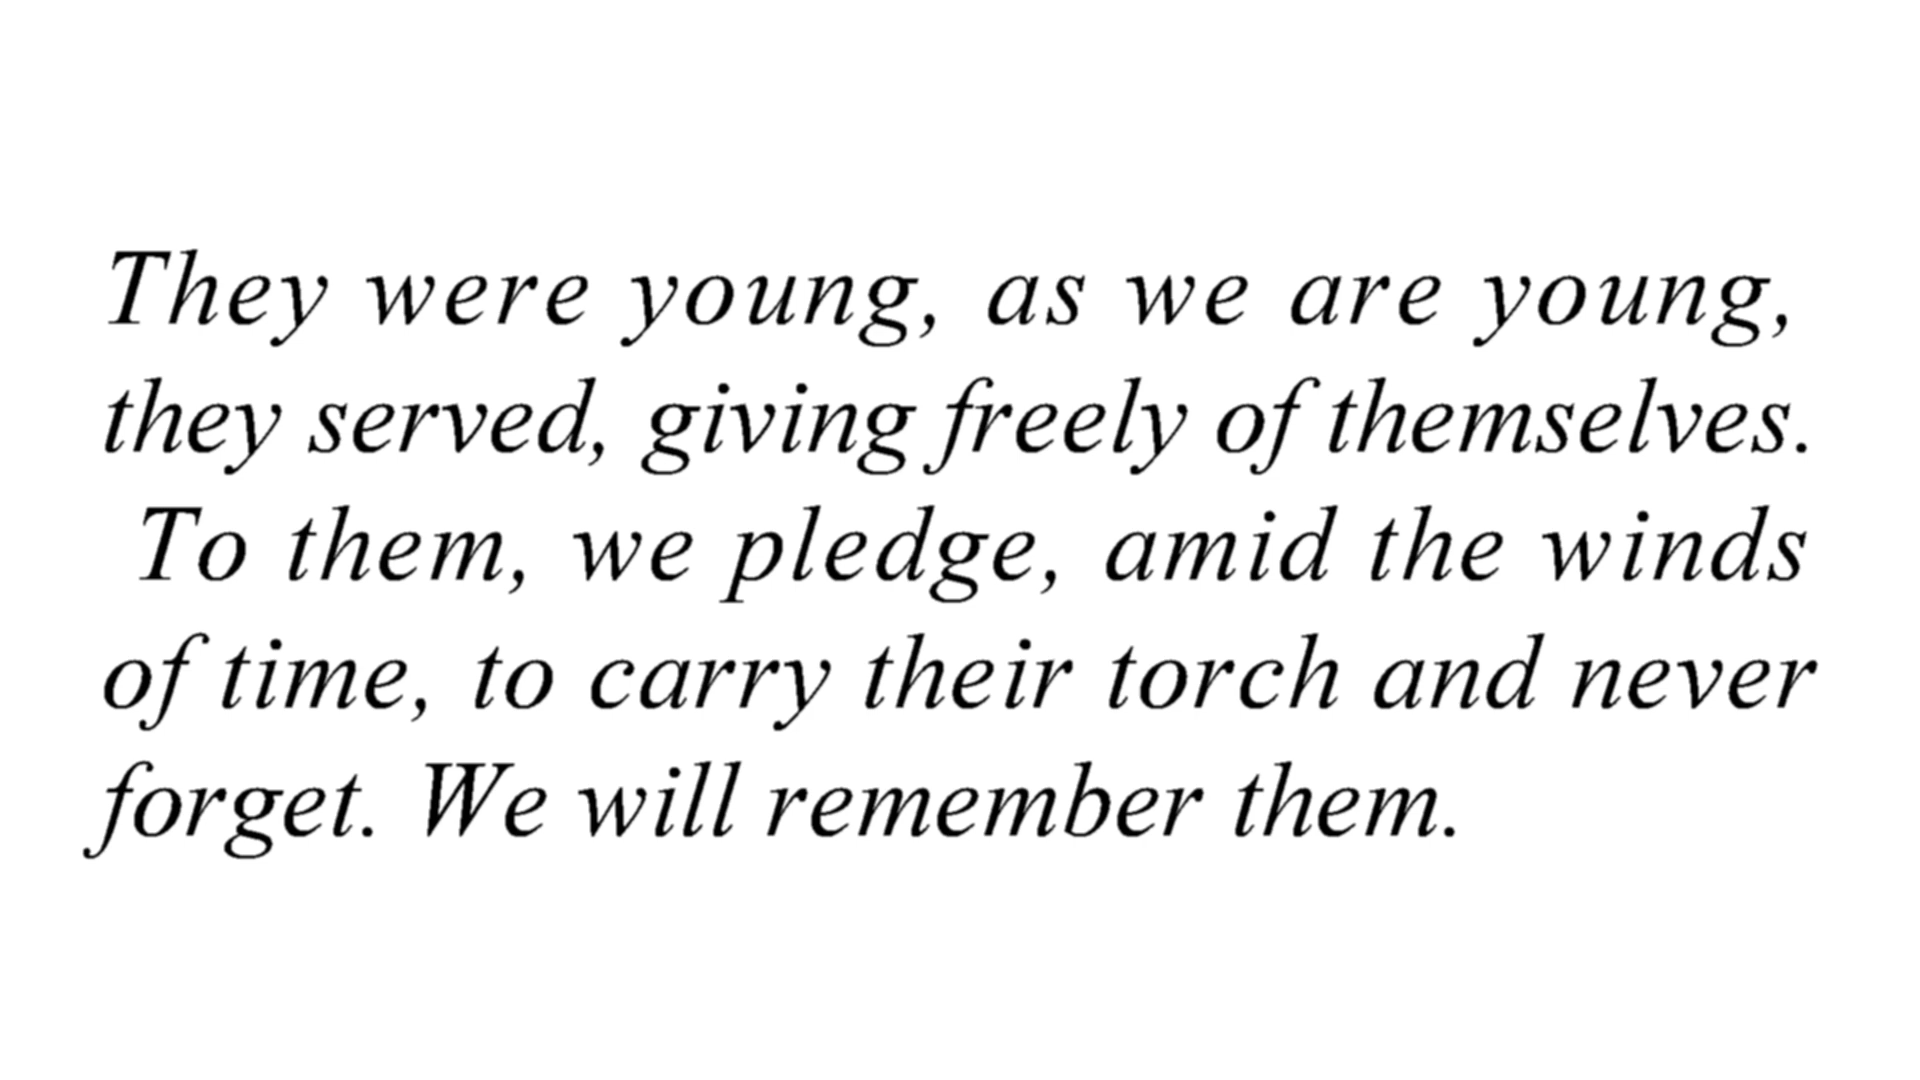 They were young, as we are young,
they served, giving freely of themselves.
To them, we pledge, amid the winds
of time, to carry their torch and never
forget. We will remember them.